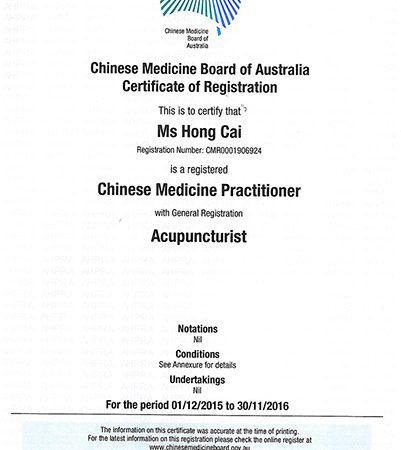 Chinese Medicine
Board of
Australia
Chinese Medicine Board of Australia
Certificate of Registration
This is to certify that
Ms Hong Cai
Registration Number: CMR0001906924
is a registered
Chinese Medicine Practitioner
with General Registration
Acupuncturist
Notations
Nil
Conditions
See Annexure for details
Undertakings
Nil
For the period 01/12/2015 to 30/11/2016
The information on this certificate was accurate at the time of printing.
For the latest information on this registration please check the online register at
www.chinesemedicineboard.gov.au